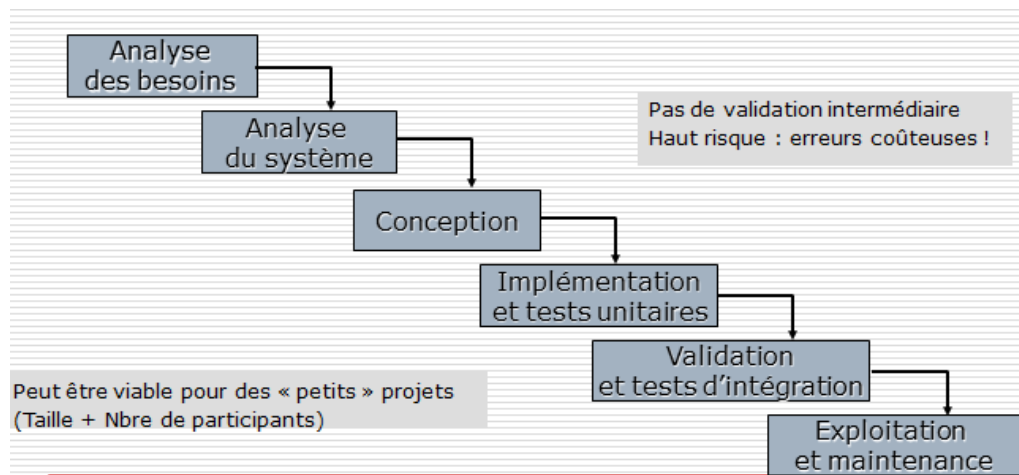 Analyse
des besoins
Analyse
du système
Pas de validation intermédiaire
Haut risque : erreurs coûteuses !
Conception
Implémentation
et tests unitaires
Validation
et tests d'intégration
Peut être viable pour des « petits » projets
(Taille + Nbre de participants)
Exploitation
et maintenance